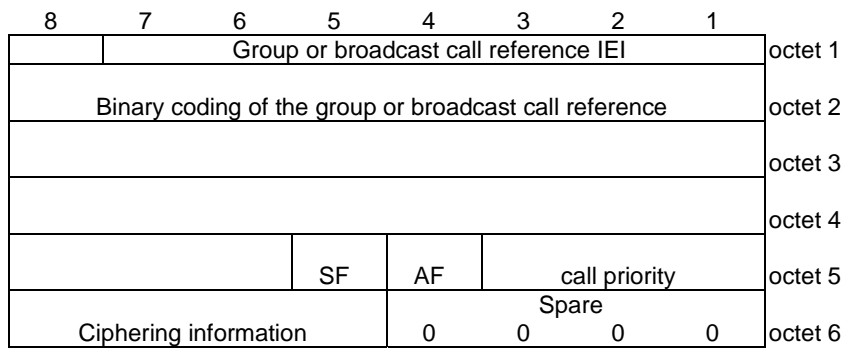 8 7 6 5 4 3 2 1
Group or broadcast call reference IEI octet 1
Binary coding of the group or broadcast call reference octet 2
octet 3
octet 4
SF AF call priority octet 5
Spare
Ciphering information 0 0 0 0 octet 6